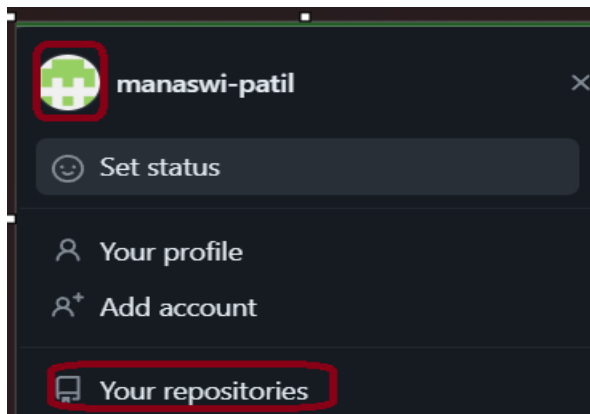 manaswi-patil
Set status
Your profile
Add account
Your repositories